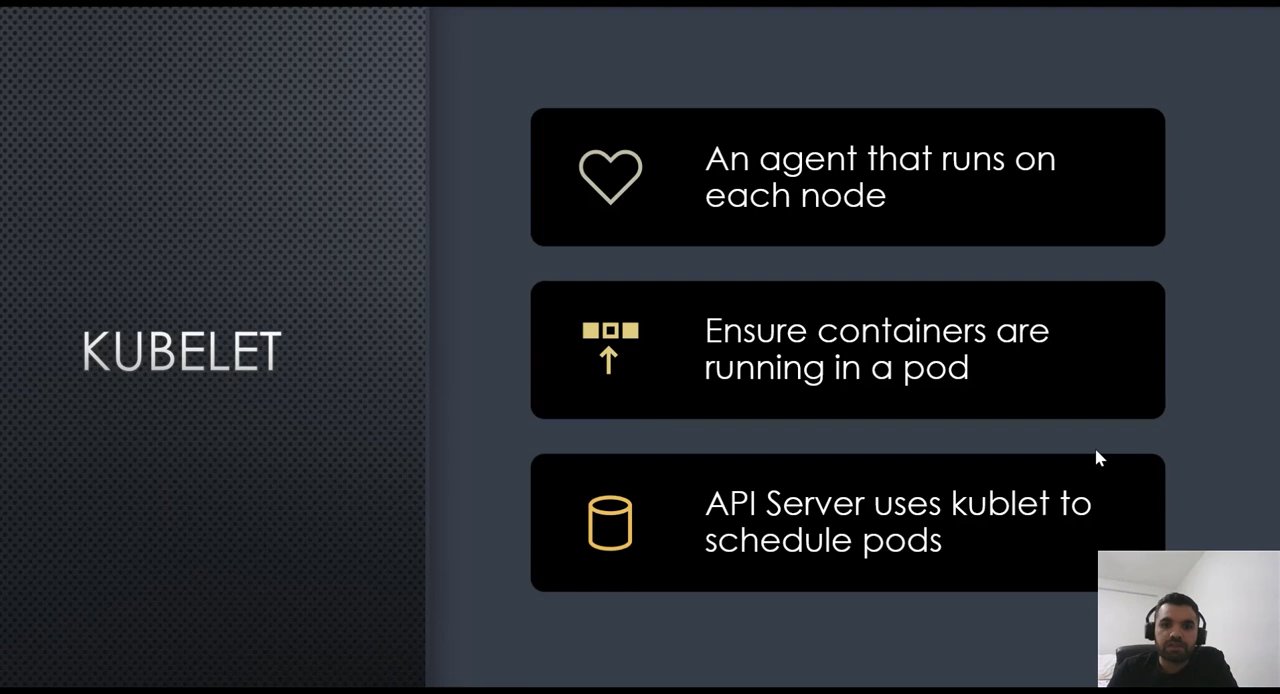 KUBELET
An agent that runs on
each node
Ensure containers are
running in a pod
API Server uses kublet to
schedule pods